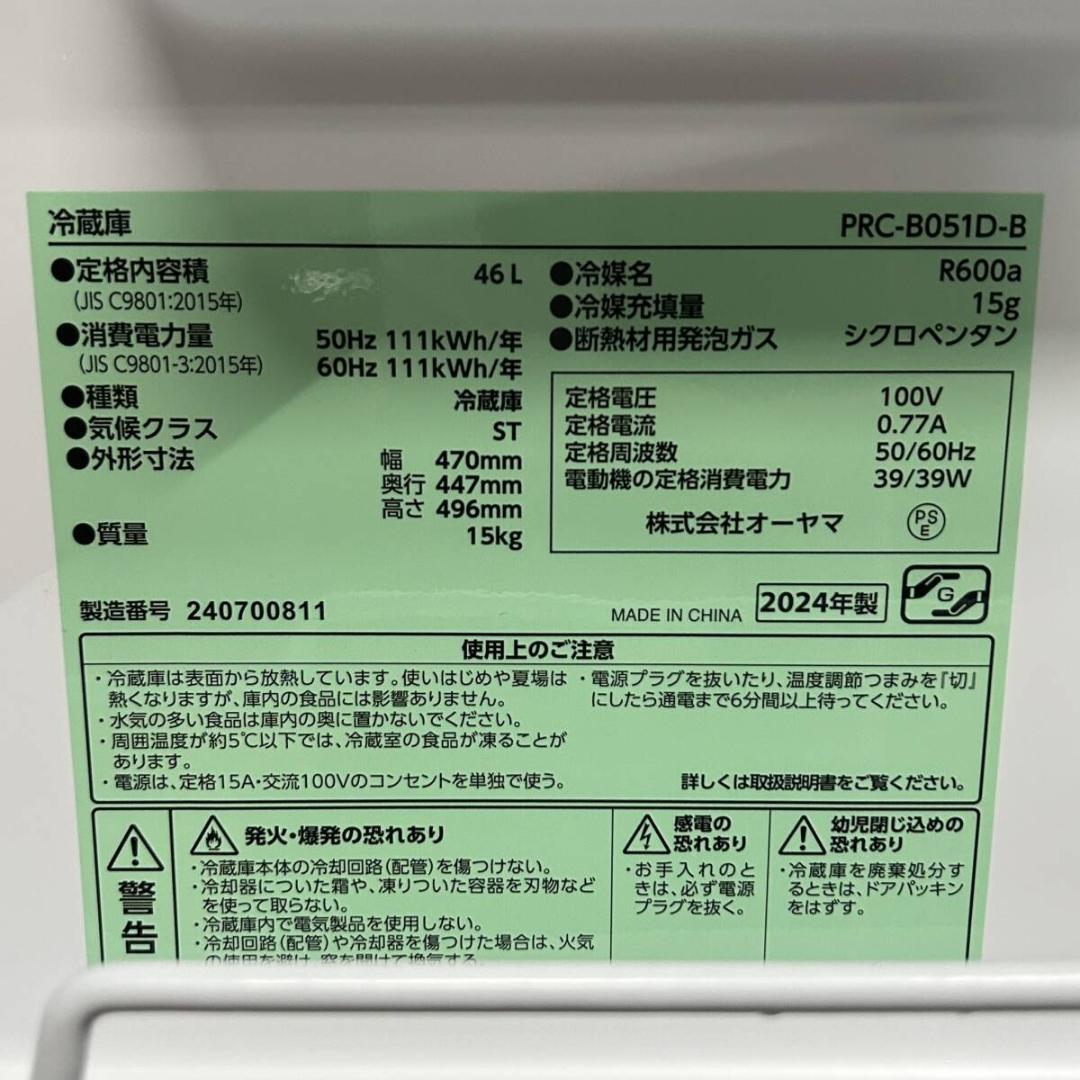 冷蔵庫 PRC-B051D-B
●定格内容積 46L
(JIS C9801:2015年)
●消費電力量 50Hz 111kWh/年
(JIS C9801-3:2015年) 60Hz 111kWh/年
●種類 冷蔵庫
●気候クラス ST
●外形寸法 幅 470mm
奥行 447mm
高さ 496mm
●質量 15kg
●冷媒名 R600a
●冷媒充填量 15g
●断熱材用発泡ガス シクロペンタン
定格電圧 100V
定格電流 0.77A
定格周波数 50/60Hz
電動機の定格消費電力 39/39W
株式会社オーヤマ PSE
製造番号 240700811 MADE IN CHINA 2024年製 G
使用上のご注意
・冷蔵庫は表面から放熱しています。使いはじめや夏場は
熱くなりますが、庫内の食品には影響ありません。
・水気の多い食品は庫内の奥に置かないでください。
・周囲温度が約5℃以下では、冷蔵室の食品が凍ることが
あります。
・電源は、定格15A・交流100Vのコンセントを単独で使う。
・電源プラグを抜いたり、温度調節つまみを『切』
にしたら通電まで6分間以上待ってください。
詳しくは取扱説明書をご覧ください。
警告
発火・爆発の恐れあり
・冷蔵庫本体の冷却回路(配管)を傷つけない。
・冷却器についた霜や、凍りついた容器を刃物など
を使って取らない。
・冷蔵庫内で電気製品を使用しない。
・冷却回路(配管)や冷却器を傷つけた場合は、火気
の使用を避け、窓を開けて換気する。
感電の
恐れあり
・お手入れのと
きは、必ず電源
プラグを抜く。
幼児閉じ込めの
恐れあり
・冷蔵庫を廃棄処分す
るときは、ドアパッキン
をはずす。